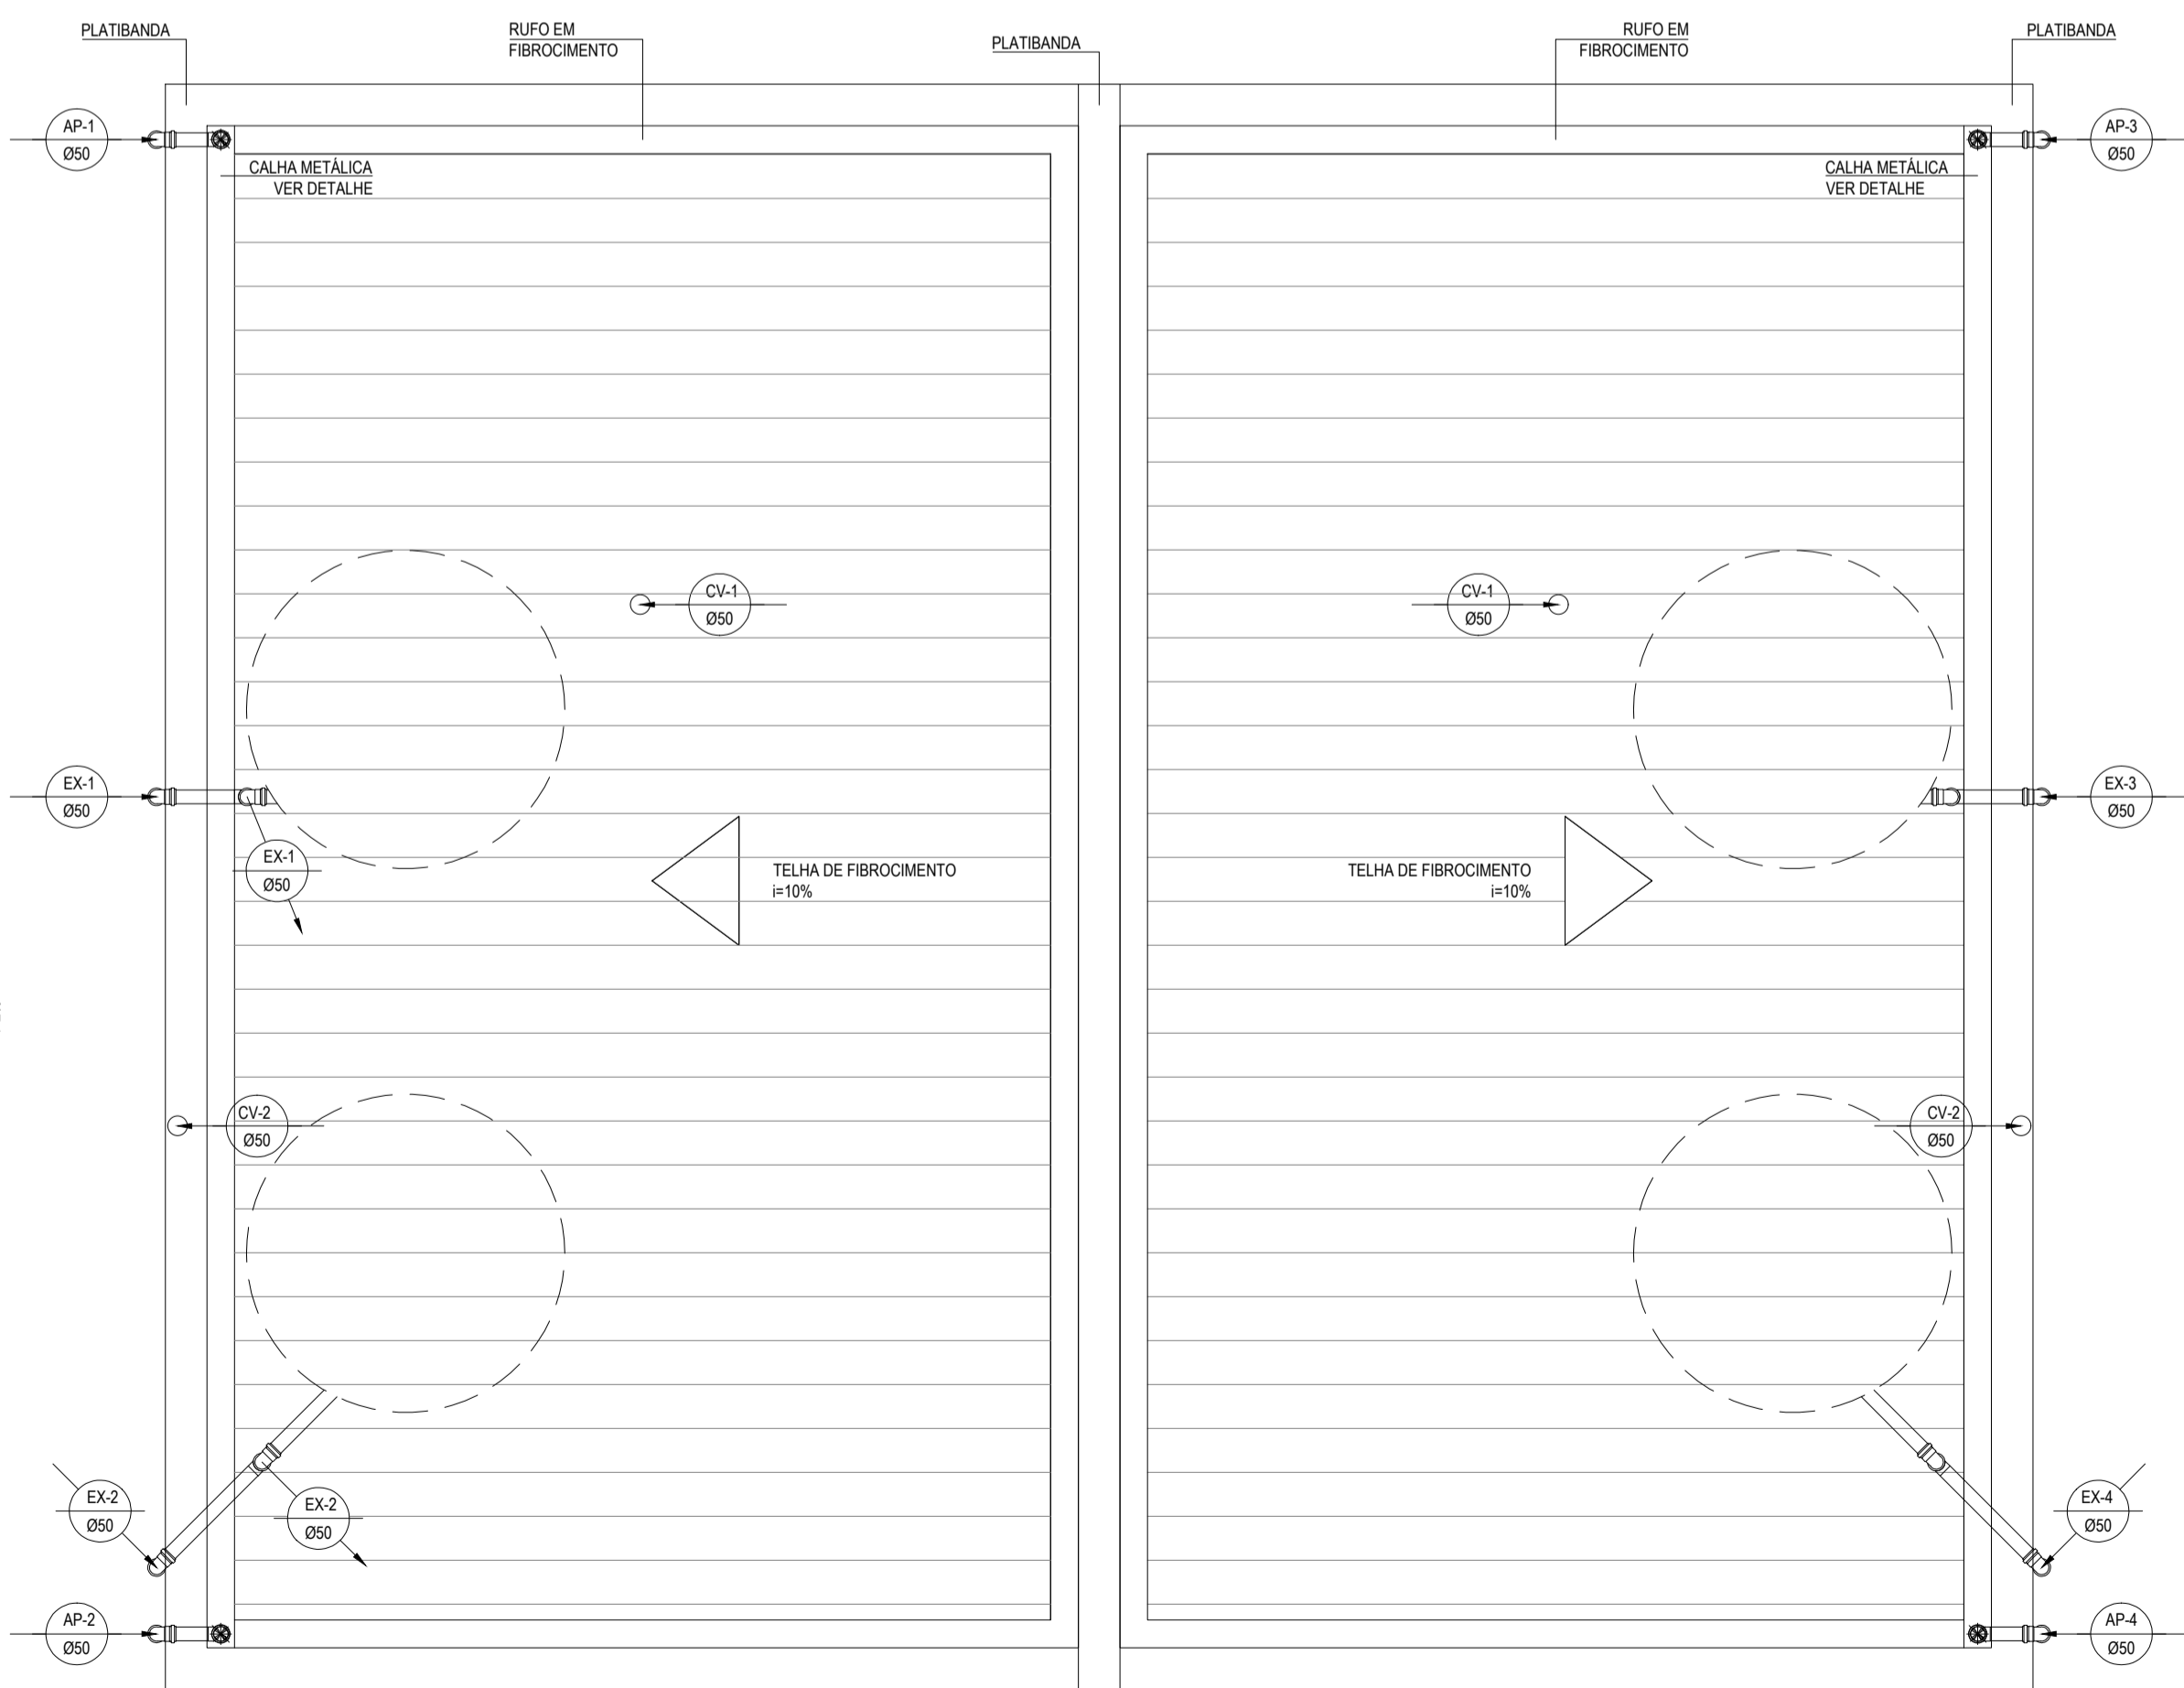 PLATIBANDA
RUFO EM
FIBROCIMENTO
PLATIBANDA
RUFO EM
FIBROCIMENTO
PLATIBANDA
AP-1
Ø50
AP-3
Ø50
CALHA METÁLICA
VER DETALHE
CALHA METÁLICA
VER DETALHE
CV-1
Ø50
CV-1
Ø50
EX-1
Ø50
EX-3
Ø50
EX-1
Ø50
TELHA DE FIBROCIMENTO
i=10%
TELHA DE FIBROCIMENTO
i=10%
CV-2
Ø50
CV-2
Ø50
EX-2
Ø50
EX-2
Ø50
EX-4
Ø50
AP-2
Ø50
AP-4
Ø50